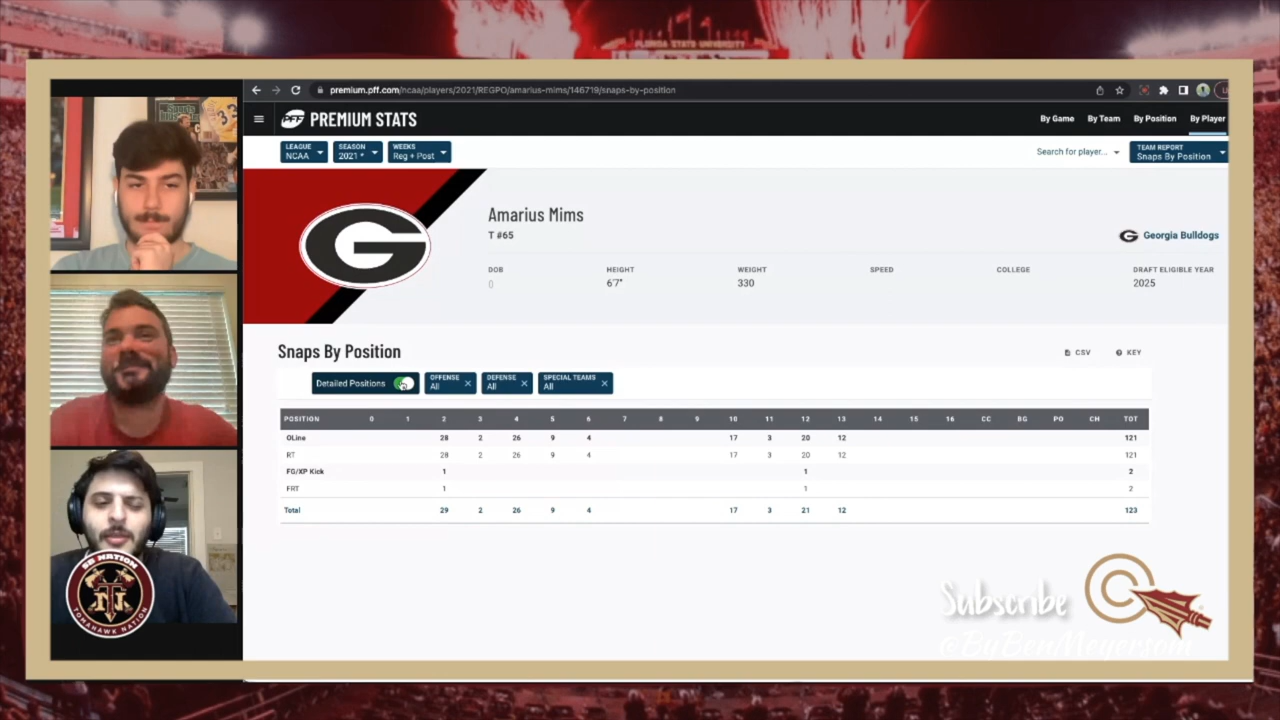 FLORIDA STATE UNIVERSITY
premium.pff.com/ncaa/players/2021/REGPO/amarius-mims/146719/snaps-by-position
PFF PREMIUM STATS
By Game By Team By Position By Player
LEAGUE
NCAA
SEASON
2021
WEEKS
Reg + Post
Search for player...
TEAM REPORT
Snaps By Position
G
Amarius Mims
T #65
G Georgia Bulldogs
DOB HEIGHT WEIGHT SPEED COLLEGE DRAFT ELIGIBLE YEAR
() 67" 330 2025
Snaps By Position
CSV KEY
Detailed Positions
OFFENSE
All
DEFENSE
All
SPECIAL TEAMS
All
POSITION 0 1 2 3 4 5 6 7 8 9 10 11 12 13 14 15 16 CC BG PO CH TOT
OLine 28 2 26 9 4 17 3 20 12 121
RT 28 2 26 9 4 17 3 20 12 121
FG/XP Kick 1 1 2
FRT 1 1 2
Total 29 2 26 9 4 17 3 21 12 123
SB NATION
TN
TOMAHAWK NATION
Subscribe
C
@ByBenMeyerson